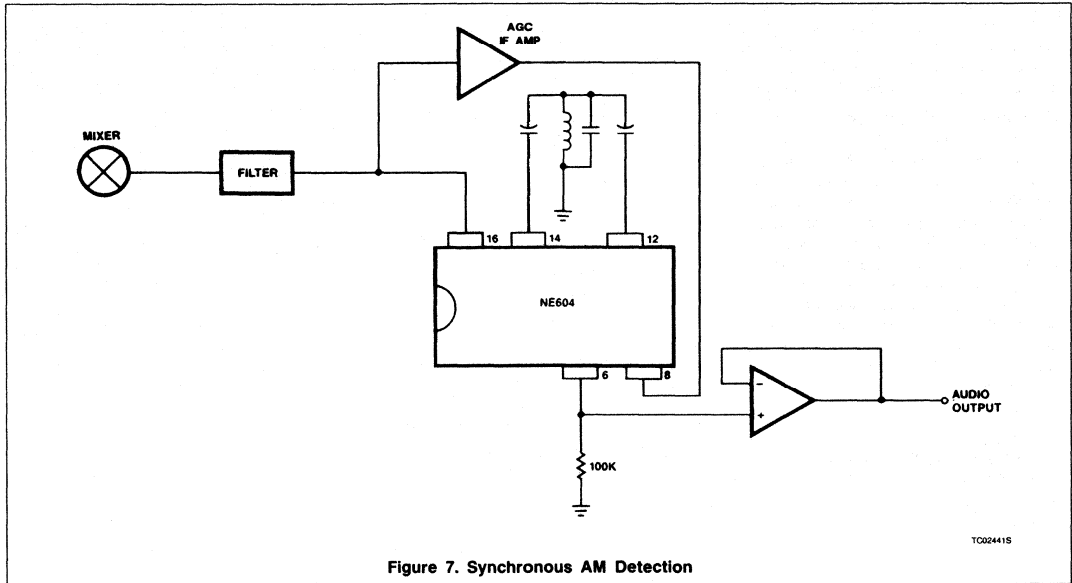 AGC
IF AMP
MIXER
FILTER
16
14
12
NE604
6
8
−
+
AUDIO
OUTPUT
100K
TC02441S
Figure 7. Synchronous AM Detection